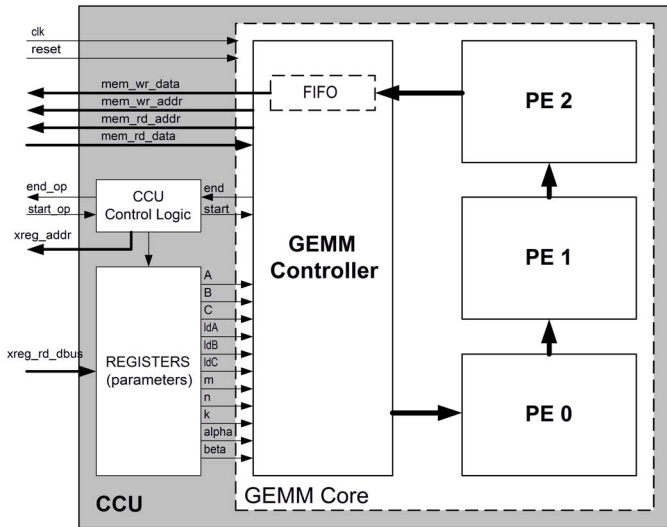 clk
reset
mem_wr_data
mem_wr_addr
mem_rd_addr
mem_rd_data
FIFO
PE 2
end_op
start_op
xreg_addr
CCU
Control Logic
end
start
GEMM
Controller
PE 1
xreg_rd_dbus
REGISTERS
(parameters)
A
B
C
ldA
ldB
ldC
m
n
k
alpha
beta
PE 0
CCU
GEMM Core